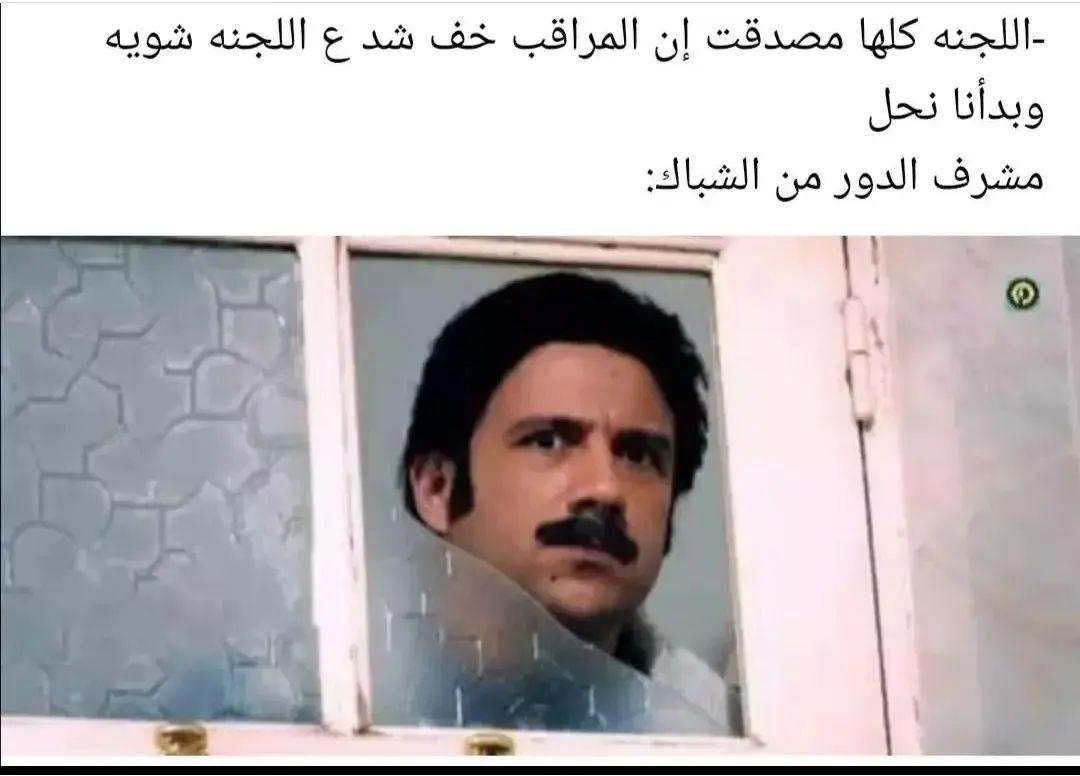 -اللجنه كلها مصدقت إن المراقب خف شد ع اللجنه شويه
وبدأنا نحل
مشرف الدور من الشباك: